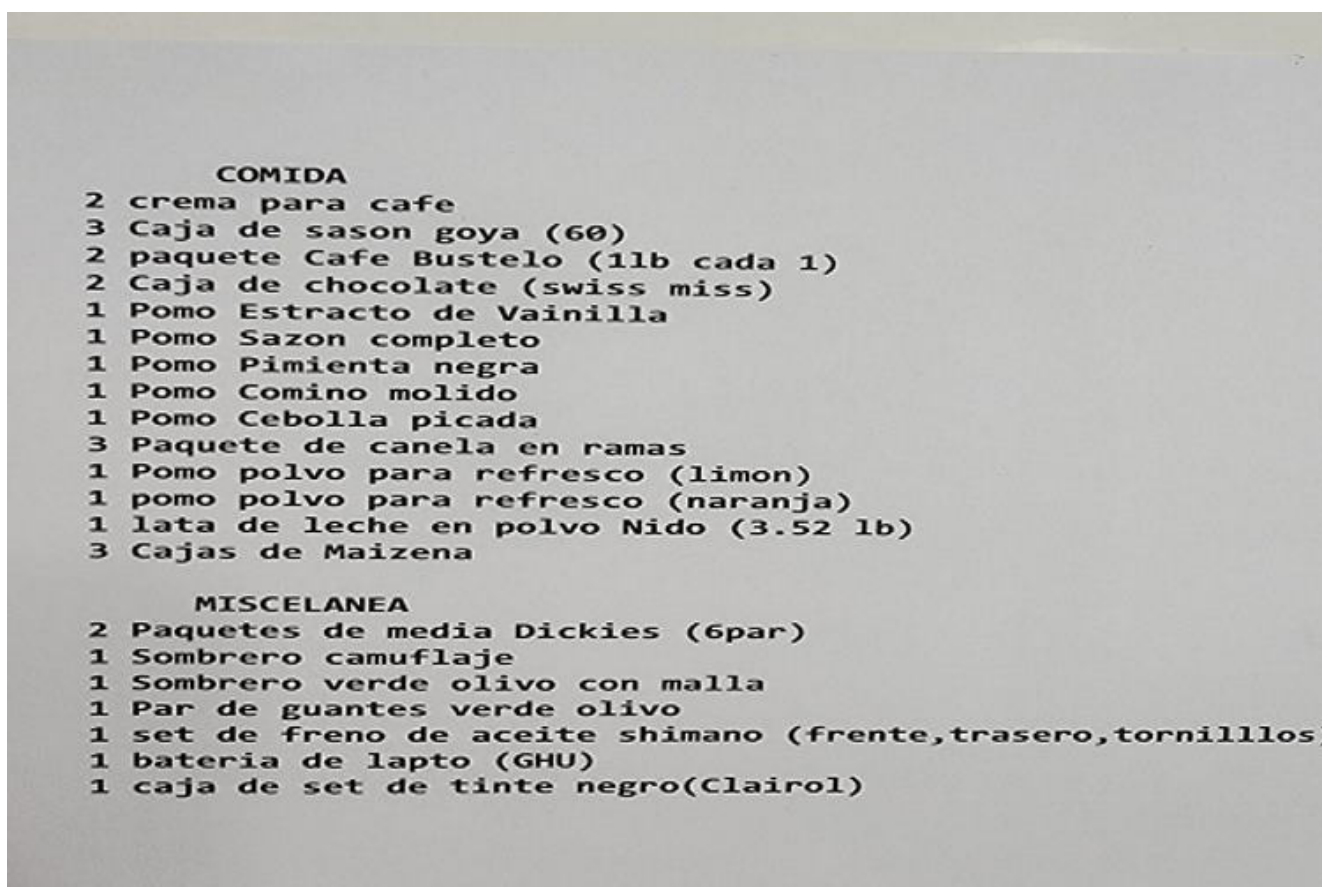 COMIDA
2 crema para cafe
3 Caja de sason goya (60)
2 paquete Cafe Bustelo (1lb cada 1)
2 Caja de chocolate (swiss miss)
1 Pomo Estracto de Vainilla
1 Pomo Sazon completo
1 Pomo Pimienta negra
1 Pomo Comino molido
1 Pomo Cebolla picada
3 Paquete de canela en ramas
1 Pomo polvo para refresco (limon)
1 pomo polvo para refresco (naranja)
1 lata de leche en polvo Nido (3.52 lb)
3 Cajas de Maizena
MISCELANEA
2 Paquetes de media Dickies (6par)
1 Sombrero camuflaje
1 Sombrero verde olivo con malla
1 Par de guantes verde olivo
1 set de freno de aceite shimano (frente,trasero,tornilllos)
1 bateria de lapto (GHU)
1 caja de set de tinte negro(Clairol)